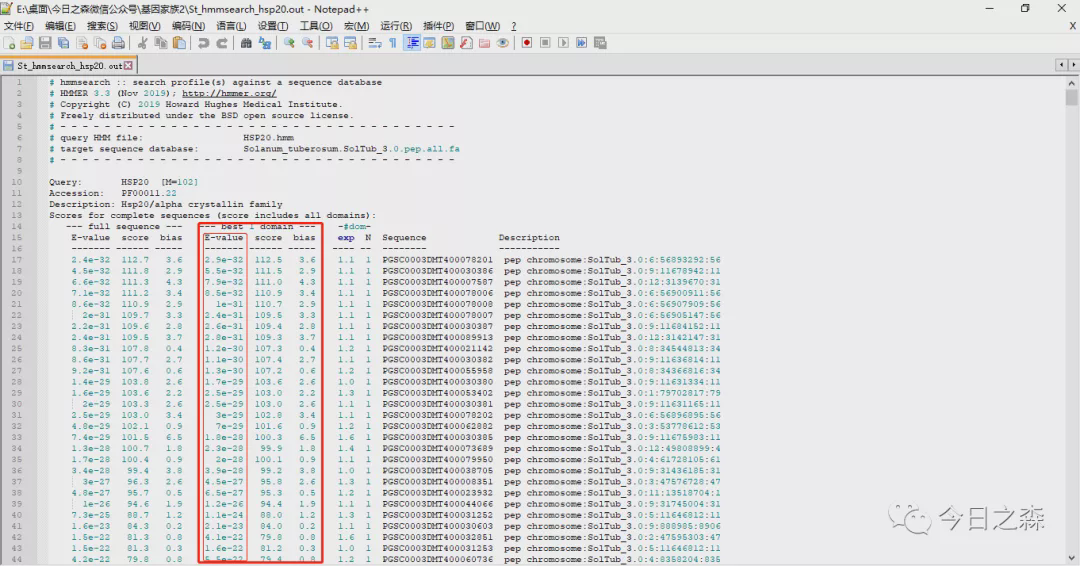 E:\桌面\今日之森微信公众号\基因家族2\St_hmmsearch_hsp20.out - Notepad++
文件(F) 编辑(E) 搜索(S) 视图(V) 编码(N) 语言(L) 设置(T) 工具(O) 宏(M) 运行(R) 插件(P) 窗口(W) ? X
St_hmmsearch_hsp20.out
1 # hmmsearch :: search profile(s) against a sequence database
2 # HMMER 3.3 (Nov 2019); http://hmmer.org/
3 # Copyright (C) 2019 Howard Hughes Medical Institute.
4 # Freely distributed under the BSD open source license.
5 # - - - - - - - - - - - - - - - - - - - - - - - - - - - - - - - - - - - -
6 # query HMM file: HSP20.hmm
7 # target sequence database: Solanum_tuberosum.SolTub_3.0.pep.all.fa
8 # - - - - - - - - - - - - - - - - - - - - - - - - - - - - - - - - - - - -
9
10 Query: HSP20 [M=102]
11 Accession: PF00011.22
12 Description: Hsp20/alpha crystallin family
13 Scores for complete sequences (score includes all domains):
14 --- full sequence --- --- best 1 domain --- -#dom-
15 E-value score bias E-value score bias exp N Sequence Description
16 ------- ------ ----- ------- ------ ----- ---- -- -------- -----------
17 2.4e-32 112.7 3.6 2.9e-32 112.5 3.6 1.1 1 PGSC0003DMT400078201 pep chromosome:SolTub_3.0:6:56893292:56
18 4.5e-32 111.8 2.9 5.5e-32 111.5 2.9 1.1 1 PGSC0003DMT400030386 pep chromosome:SolTub_3.0:9:11678942:11
19 6.6e-32 111.3 4.3 7.9e-32 111.0 4.3 1.1 1 PGSC0003DMT400007587 pep chromosome:SolTub_3.0:12:3139670:31
20 7.1e-32 111.2 3.4 8.5e-32 110.9 3.4 1.1 1 PGSC0003DMT400078006 pep chromosome:SolTub_3.0:6:56900911:56
21 8.6e-32 110.9 2.9 1e-31 110.7 2.9 1.1 1 PGSC0003DMT400078008 pep chromosome:SolTub_3.0:6:56907909:56
22 2e-31 109.7 3.3 2.4e-31 109.5 3.3 1.1 1 PGSC0003DMT400078007 pep chromosome:SolTub_3.0:6:56905147:56
23 2.2e-31 109.6 2.8 2.6e-31 109.4 2.8 1.1 1 PGSC0003DMT400030387 pep chromosome:SolTub_3.0:9:11684152:11
24 2.4e-31 109.5 3.7 2.8e-31 109.3 3.7 1.1 1 PGSC0003DMT400089913 pep chromosome:SolTub_3.0:12:3142147:31
25 8.3e-31 107.8 0.4 1.2e-30 107.3 0.4 1.2 1 PGSC0003DMT400021142 pep chromosome:SolTub_3.0:8:34544813:34
26 8.6e-31 107.7 2.7 1.1e-30 107.4 2.7 1.1 1 PGSC0003DMT400030382 pep chromosome:SolTub_3.0:9:11636814:11
27 9.2e-31 107.6 0.6 1.3e-30 107.2 0.6 1.2 1 PGSC0003DMT400055958 pep chromosome:SolTub_3.0:8:34366816:34
28 1.4e-29 103.8 2.6 1.7e-29 103.6 2.6 1.0 1 PGSC0003DMT400030380 pep chromosome:SolTub_3.0:9:11631334:11
29 1.6e-29 103.6 2.2 2.5e-29 103.0 2.2 1.3 1 PGSC0003DMT400053402 pep chromosome:SolTub_3.0:1:79702817:79
30 2e-29 103.3 2.6 2.5e-29 103.0 2.6 1.1 1 PGSC0003DMT400030381 pep chromosome:SolTub_3.0:9:11631165:11
31 2.5e-29 103.0 3.4 3e-29 102.8 3.4 1.1 1 PGSC0003DMT400078202 pep chromosome:SolTub_3.0:6:56896895:56
32 4.8e-29 102.1 0.9 7e-29 101.6 0.9 1.2 1 PGSC0003DMT400062882 pep chromosome:SolTub_3.0:3:53778612:53
33 7.4e-29 101.5 6.5 1.8e-28 100.3 6.5 1.6 1 PGSC0003DMT400030385 pep chromosome:SolTub_3.0:9:11675983:11
34 1.3e-28 100.7 1.8 2.3e-28 99.9 1.8 1.4 1 PGSC0003DMT400073689 pep chromosome:SolTub_3.0:12:49808899:4
35 1.7e-28 100.4 0.9 2e-28 100.1 0.9 1.1 1 PGSC0003DMT400079950 pep chromosome:SolTub_3.0:4:61728105:61
36 3.4e-28 99.4 3.8 3.9e-28 99.2 3.8 1.0 1 PGSC0003DMT400038705 pep chromosome:SolTub_3.0:9:31436185:31
37 3e-27 96.3 2.6 4.5e-27 95.8 2.6 1.3 1 PGSC0003DMT400008351 pep chromosome:SolTub_3.0:3:47576728:47
38 4.8e-27 95.7 0.5 6.5e-27 95.3 0.5 1.2 1 PGSC0003DMT400023932 pep chromosome:SolTub_3.0:11:13518704:1
39 1e-26 94.6 1.9 1.2e-26 94.4 1.9 1.1 1 PGSC0003DMT400044066 pep chromosome:SolTub_3.0:9:31745004:31
40 7.3e-25 88.7 1.2 1.1e-24 88.0 1.2 1.3 1 PGSC0003DMT400031252 pep chromosome:SolTub_3.0:5:11646812:11
41 1.6e-23 84.3 0.2 2.1e-23 84.0 0.2 1.1 1 PGSC0003DMT400030603 pep chromosome:SolTub_3.0:9:888985:8906
42 1.5e-22 81.3 0.8 4.1e-22 79.8 0.8 1.6 1 PGSC0003DMT400032851 pep chromosome:SolTub_3.0:2:47595303:47
43 1.5e-22 81.3 0.3 1.6e-22 81.2 0.3 1.0 1 PGSC0003DMT400031253 pep chromosome:SolTub_3.0:5:11646812:11
44 4.2e-22 79.8 0.8 5.5e-22 79.4 0.8 1.2 1 PGSC0003DMT400060736 pep chromosome:SolTub_3.0:4:8358204:835
今日之森